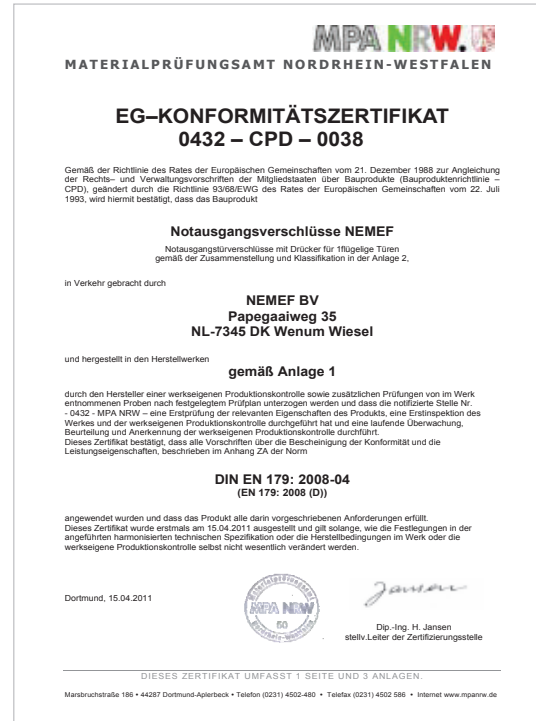 MPA NRW.
MATERIALPRÜFUNGSAMT NORDRHEIN-WESTFALEN
EG–KONFORMITÄTSZERTIFIKAT
0432 – CPD – 0038
Gemäß der Richtlinie des Rates der Europäischen Gemeinschaften vom 21. Dezember 1988 zur Angleichung
der Rechts– und Verwaltungsvorschriften der Mitgliedstaaten über Bauprodukte (Bauproduktenrichtlinie –
CPD), geändert durch die Richtlinie 93/68/EWG des Rates der Europäischen Gemeinschaften vom 22. Juli
1993, wird hiermit bestätigt, dass das Bauprodukt
Notausgangsverschlüsse NEMEF
Notausgangstürverschlüsse mit Drücker für 1flügelige Türen
gemäß der Zusammenstellung und Klassifikation in der Anlage 2,
in Verkehr gebracht durch
NEMEF BV
Papegaaiweg 35
NL-7345 DK Wenum Wiesel
und hergestellt in den Herstellwerken
gemäß Anlage 1
durch den Hersteller einer werkseigenen Produktionskontrolle sowie zusätzlichen Prüfungen von im Werk
entnommenen Proben nach festgelegtem Prüfplan unterzogen werden und dass die notifizierte Stelle Nr.
- 0432 - MPA NRW – eine Erstprüfung der relevanten Eigenschaften des Produkts, eine Erstinspektion des
Werkes und der werkseigenen Produktionskontrolle durchgeführt hat und eine laufende Überwachung,
Beurteilung und Anerkennung der werkseigenen Produktionskontrolle durchführt.
Dieses Zertifikat bestätigt, dass alle Vorschriften über die Bescheinigung der Konformität und die
Leistungseigenschaften, beschrieben im Anhang ZA der Norm
DIN EN 179: 2008-04
(EN 179: 2008 (D))
angewendet wurden und dass das Produkt alle darin vorgeschriebenen Anforderungen erfüllt.
Dieses Zertifikat wurde erstmals am 15.04.2011 ausgestellt und gilt solange, wie die Festlegungen in der
angeführten harmonisierten technischen Spezifikation oder die Herstellbedingungen im Werk oder die
werkseigene Produktionskontrolle selbst nicht wesentlich verändert werden.
Dortmund, 15.04.2011
Materialprüfungsamt
MPA NRW
50
Nordrhein-Westfalen
Jansen
Dip.-Ing. H. Jansen
stellv.Leiter der Zertifizierungsstelle
DIESES ZERTIFIKAT UMFASST 1 SEITE UND 3 ANLAGEN.
Marsbruchstraße 186 • 44287 Dortmund-Aplerbeck • Telefon (0231) 4502-480 • Telefax (0231) 4502 586 • Internet www.mpanrw.de